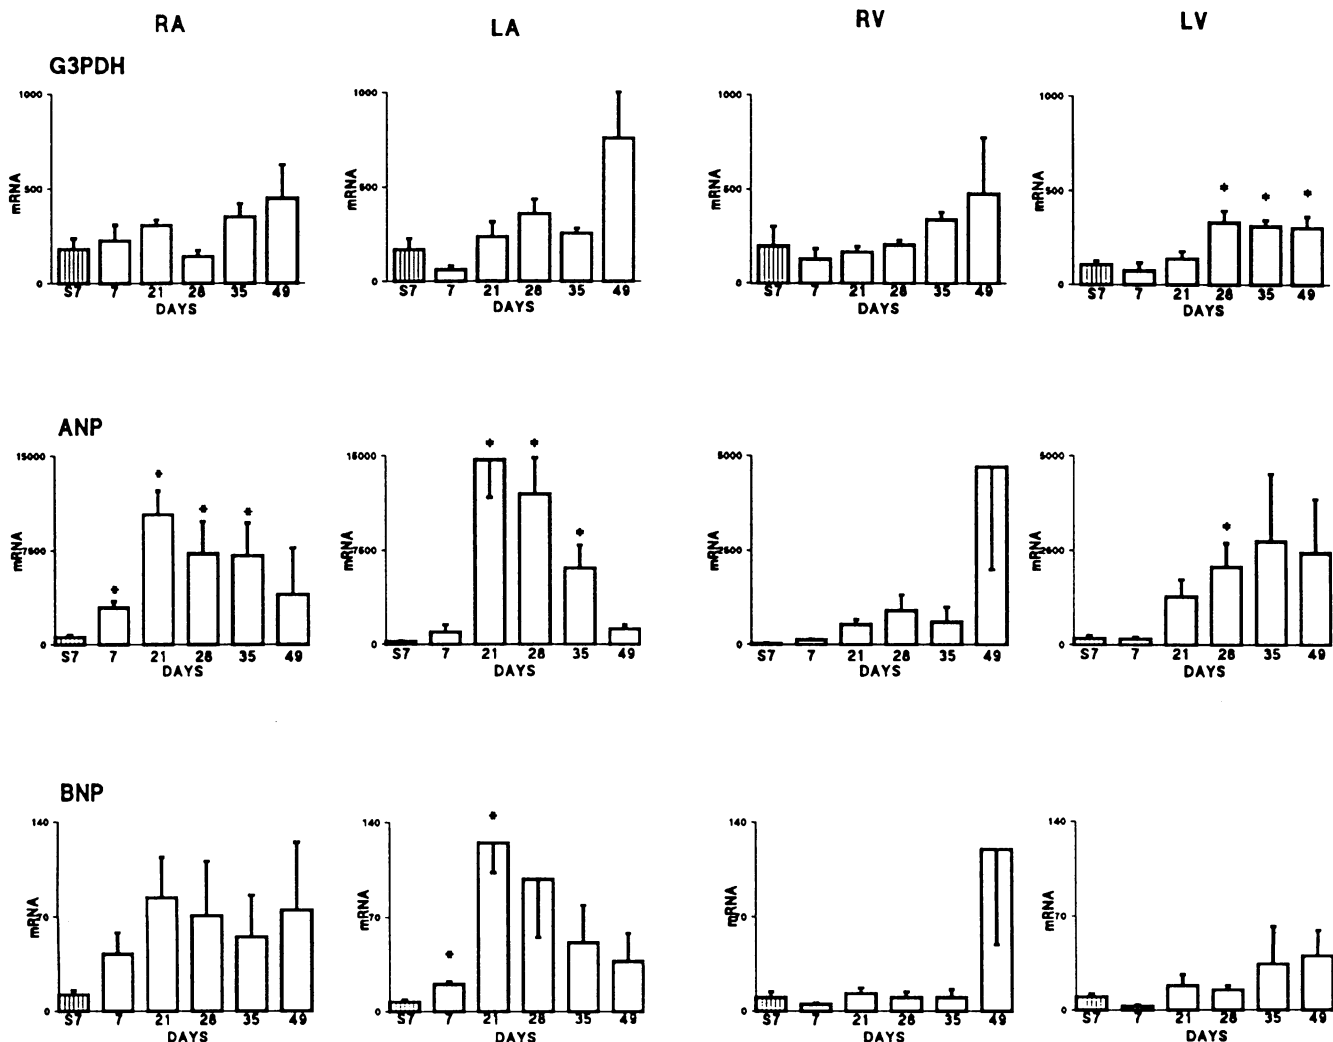 RA LA RV LV
G3PDH
1000 1000 1000 1000
500 500 500 500
* * *
mRNA mRNA mRNA mRNA
0 0 0 0
S7 7 21 28 35 49 S7 7 21 28 35 49 S7 7 21 28 35 49 S7 7 21 28 35 49
DAYS DAYS DAYS DAYS
ANP
15000 15000 5000 5000
* * * * * * * *
7500 7500 2500 2500
mRNA mRNA mRNA mRNA
0 0 0 0
S7 7 21 28 35 49 S7 7 21 28 35 49 S7 7 21 28 35 49 S7 7 21 28 35 49
DAYS DAYS DAYS DAYS
BNP
140 140 140 140
* *
70 70 70 70
mRNA mRNA mRNA mRNA
0 0 0 0
S7 7 21 28 35 49 S7 7 21 28 35 49 S7 7 21 28 35 49 S7 7 21 28 35 49
DAYS DAYS DAYS DAYS